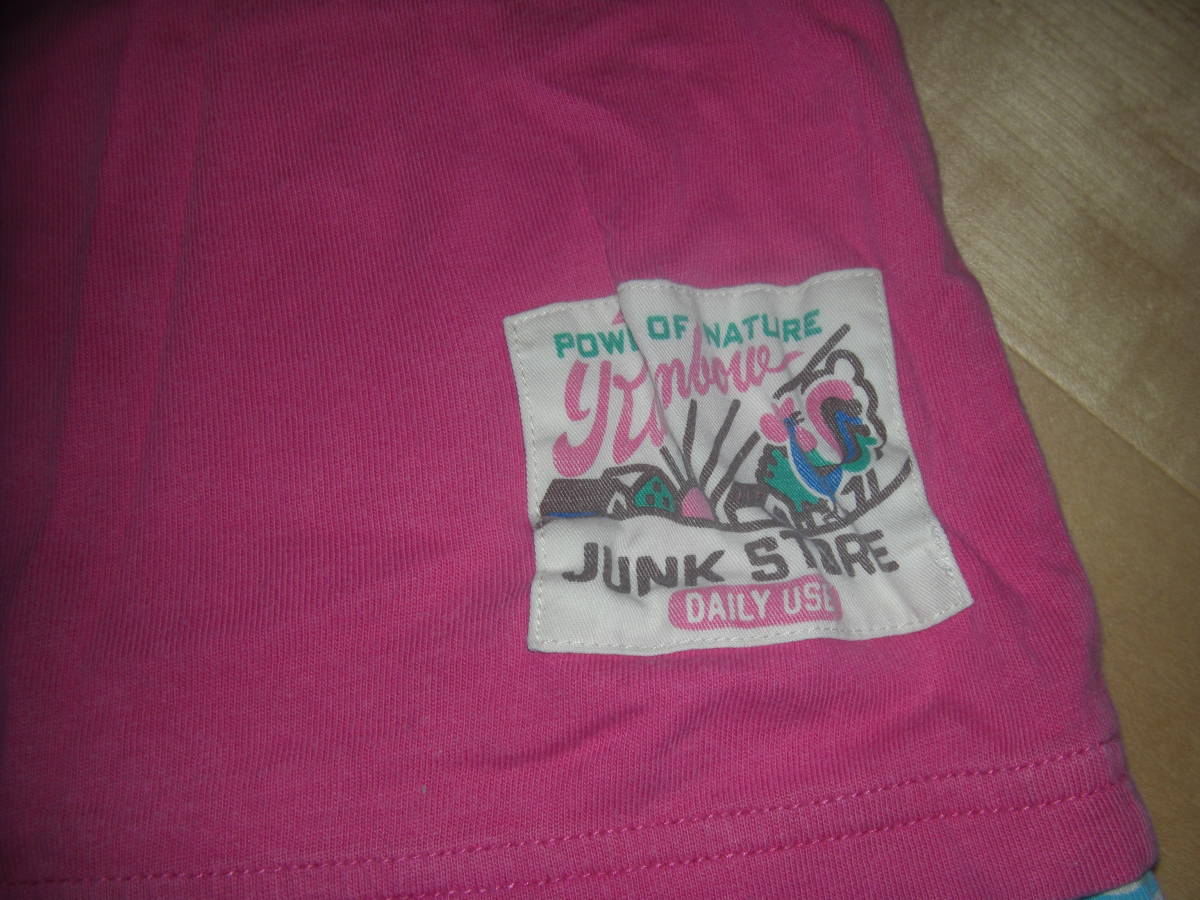 POW OF NATURE
JUNK STORE
DAILY USE